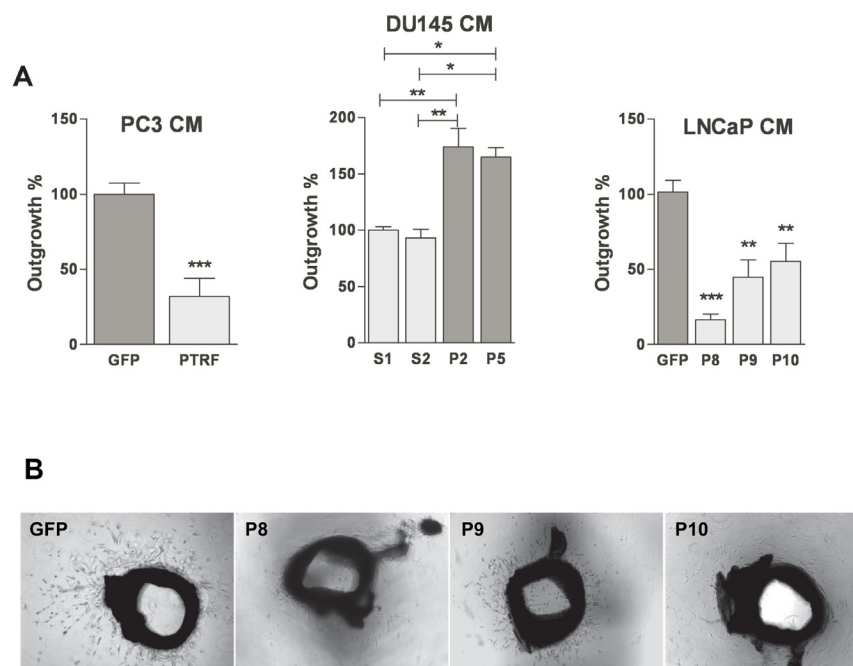 A
PC3 CM
Outgrowth %
150
100
50
0
GFP PTRF
***
DU145 CM
*
*
**
**
Outgrowth %
200
150
100
50
0
S1 S2 P2 P5
LNCaP CM
Outgrowth %
150
100
50
0
***
**
**
GFP P8 P9 P10
B
GFP P8 P9 P10